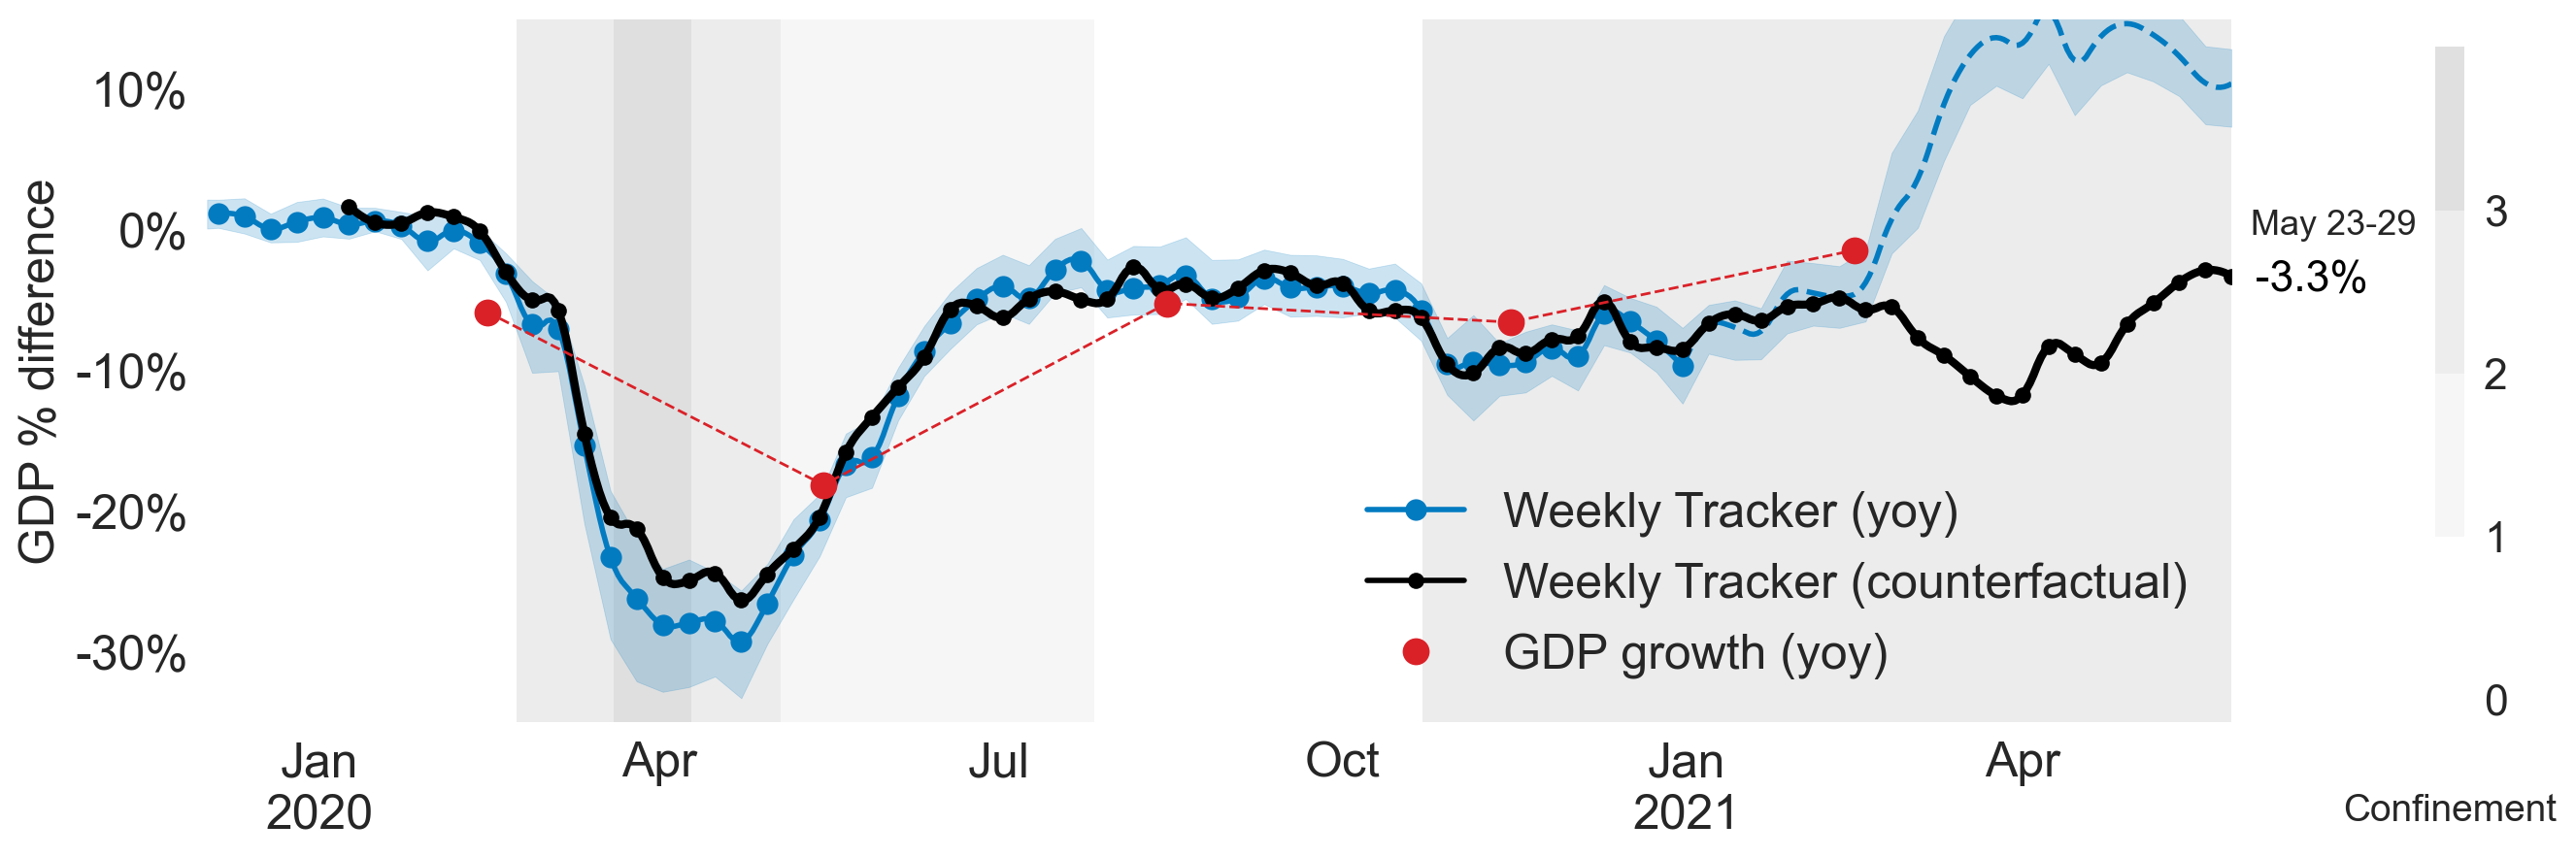 GDP % difference
10%
0%
-10%
-20%
-30%
Jan
2020
Apr
Jul
Oct
Jan
2021
Apr
Weekly Tracker (yoy)
Weekly Tracker (counterfactual)
GDP growth (yoy)
May 23-29
-3.3%
3
2
1
0
Confinement